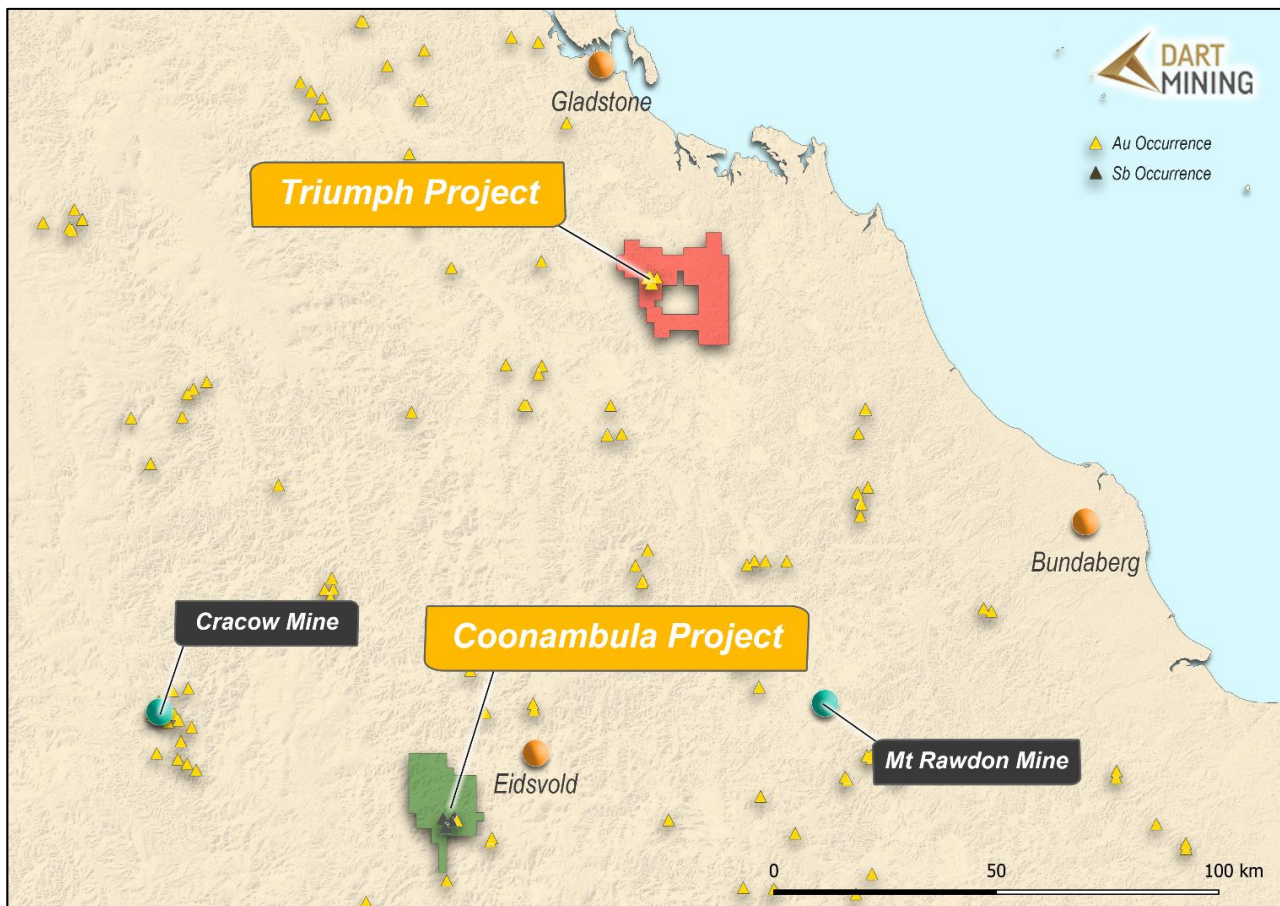 DART
MINING
Gladstone
Au Occurrence
Sb Occurrence
Triumph Project
Bundaberg
Cracow Mine
Coonambula Project
Mt Rawdon Mine
Eidsvold
0 50 100 km